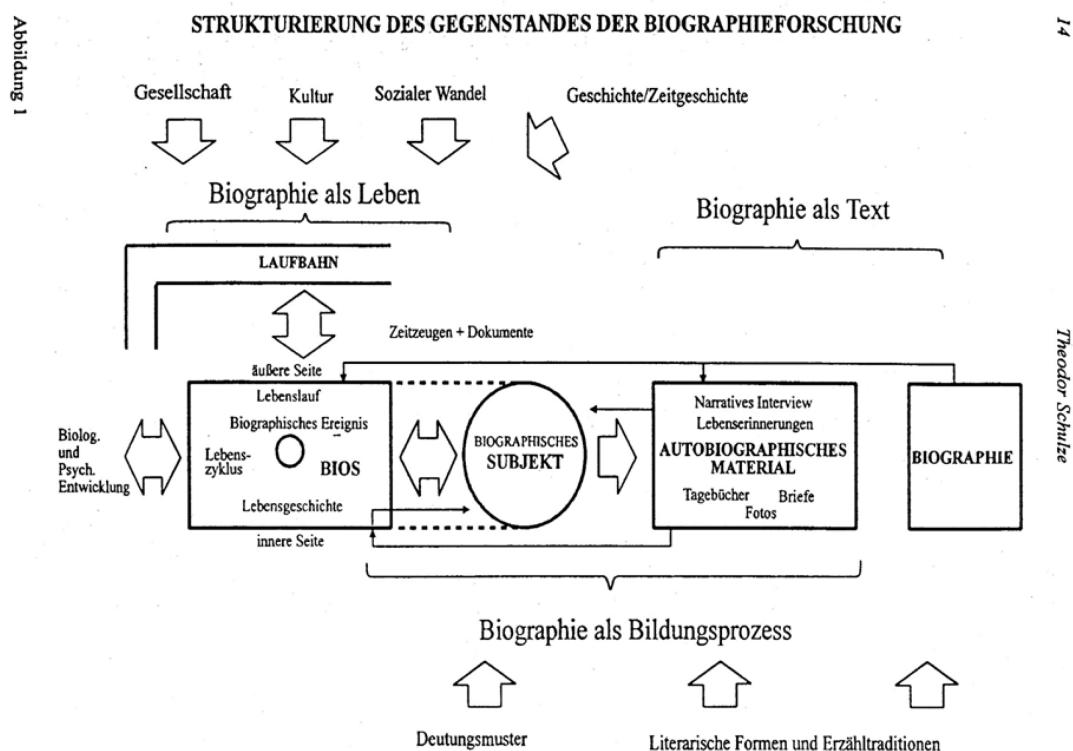 Abbildung 1
14
Theodor Schulze
STRUKTURIERUNG DES GEGENSTANDES DER BIOGRAPHIEFORSCHUNG
Gesellschaft
Kultur
Sozialer Wandel
Geschichte/Zeitgeschichte
Biographie als Leben
Biographie als Text
LAUFBAHN
Zeitzeugen + Dokumente
äußere Seite
Lebenslauf
Biographisches Ereignis
Lebens-
zyklus
BIOS
Lebensgeschichte
innere Seite
Biolog.
und
Psych.
Entwicklung
BIOGRAPHISCHES
SUBJEKT
Narratives Interview
Lebenserinnerungen
AUTOBIOGRAPHISCHES
MATERIAL
Tagebücher Briefe
Fotos
BIOGRAPHIE
Biographie als Bildungsprozess
Deutungsmuster
Literarische Formen und Erzähltraditionen